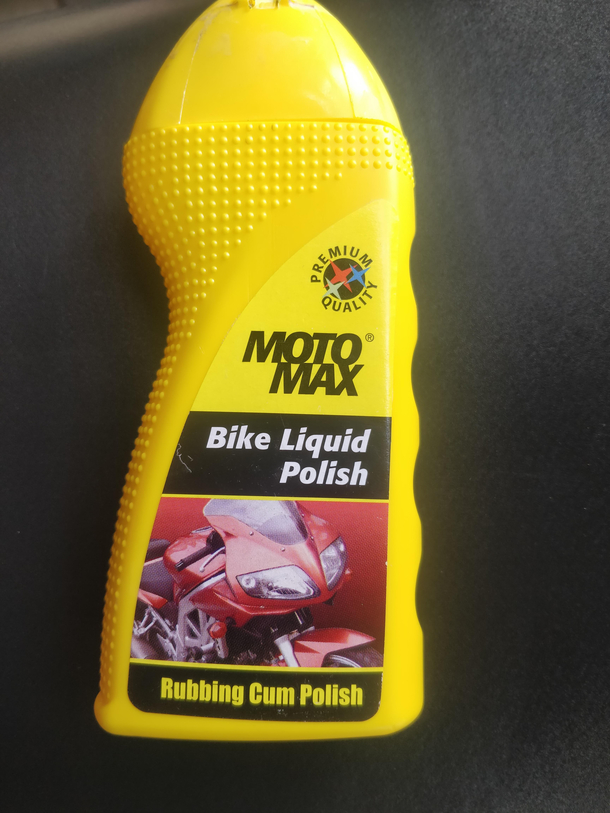 PREMIUM
QUALITY
MOTO ®
MAX
Bike Liquid
Polish
Rubbing Cum Polish